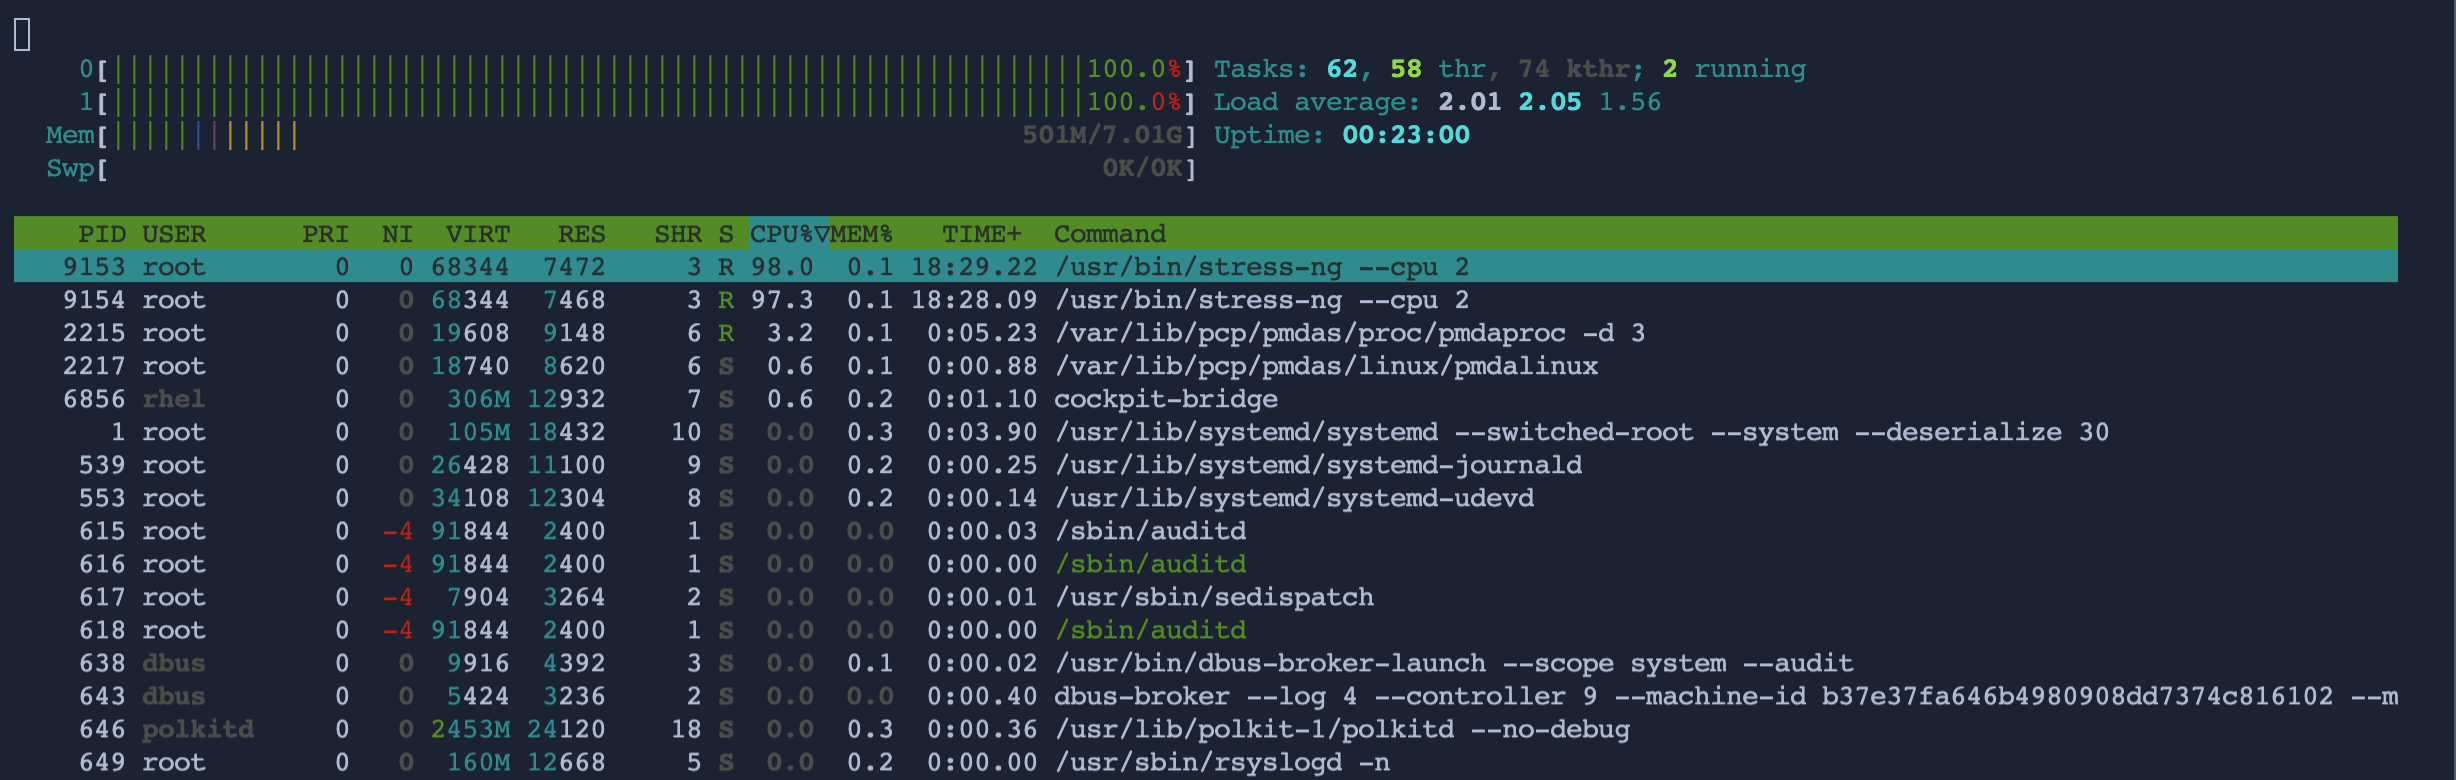 0[||||||||||||||||||||||||||||||||||||||||||||||||||||||||||||||100.0%] Tasks: 62, 58 thr, 74 kthr; 2 running
1[||||||||||||||||||||||||||||||||||||||||||||||||||||||||||||||100.0%] Load average: 2.01 2.05 1.56
Mem[|||||||||||| 501M/7.01G] Uptime: 00:23:00
Swp[ 0K/0K]
PID USER PRI NI VIRT RES SHR S CPU%▽MEM% TIME+ Command
9153 root 0 0 68344 7472 3 R 98.0 0.1 18:29.22 /usr/bin/stress-ng --cpu 2
9154 root 0 0 68344 7468 3 R 97.3 0.1 18:28.09 /usr/bin/stress-ng --cpu 2
2215 root 0 0 19608 9148 6 R 3.2 0.1 0:05.23 /var/lib/pcp/pmdas/proc/pmdaproc -d 3
2217 root 0 0 18740 8620 6 S 0.6 0.1 0:00.88 /var/lib/pcp/pmdas/linux/pmdalinux
6856 rhel 0 0 306M 12932 7 S 0.6 0.2 0:01.10 cockpit-bridge
1 root 0 0 105M 18432 10 S 0.0 0.3 0:03.90 /usr/lib/systemd/systemd --switched-root --system --deserialize 30
539 root 0 0 26428 11100 9 S 0.0 0.2 0:00.25 /usr/lib/systemd/systemd-journald
553 root 0 0 34108 12304 8 S 0.0 0.2 0:00.14 /usr/lib/systemd/systemd-udevd
615 root 0 -4 91844 2400 1 S 0.0 0.0 0:00.03 /sbin/auditd
616 root 0 -4 91844 2400 1 S 0.0 0.0 0:00.00 /sbin/auditd
617 root 0 -4 7904 3264 2 S 0.0 0.0 0:00.01 /usr/sbin/sedispatch
618 root 0 -4 91844 2400 1 S 0.0 0.0 0:00.00 /sbin/auditd
638 dbus 0 0 9916 4392 3 S 0.0 0.1 0:00.02 /usr/bin/dbus-broker-launch --scope system --audit
643 dbus 0 0 5424 3236 2 S 0.0 0.0 0:00.40 dbus-broker --log 4 --controller 9 --machine-id b37e37fa646b4980908dd7374c816102 --m
646 polkitd 0 0 2453M 24120 18 S 0.0 0.3 0:00.36 /usr/lib/polkit-1/polkitd --no-debug
649 root 0 0 160M 12668 5 S 0.0 0.2 0:00.00 /usr/sbin/rsyslogd -n